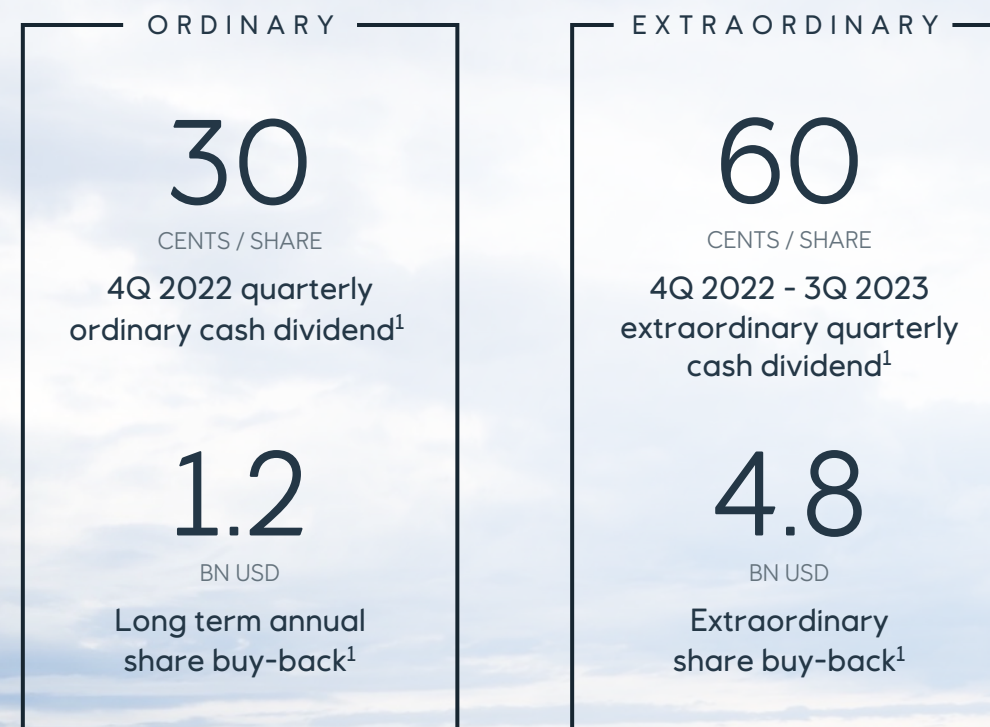 ORDINARY
30
CENTS / SHARE
4Q 2022 quarterly
ordinary cash dividend¹
1.2
BN USD
Long term annual
share buy-back¹
EXTRAORDINARY
60
CENTS / SHARE
4Q 2022 - 3Q 2023
extraordinary quarterly
cash dividend¹
4.8
BN USD
Extraordinary
share buy-back¹